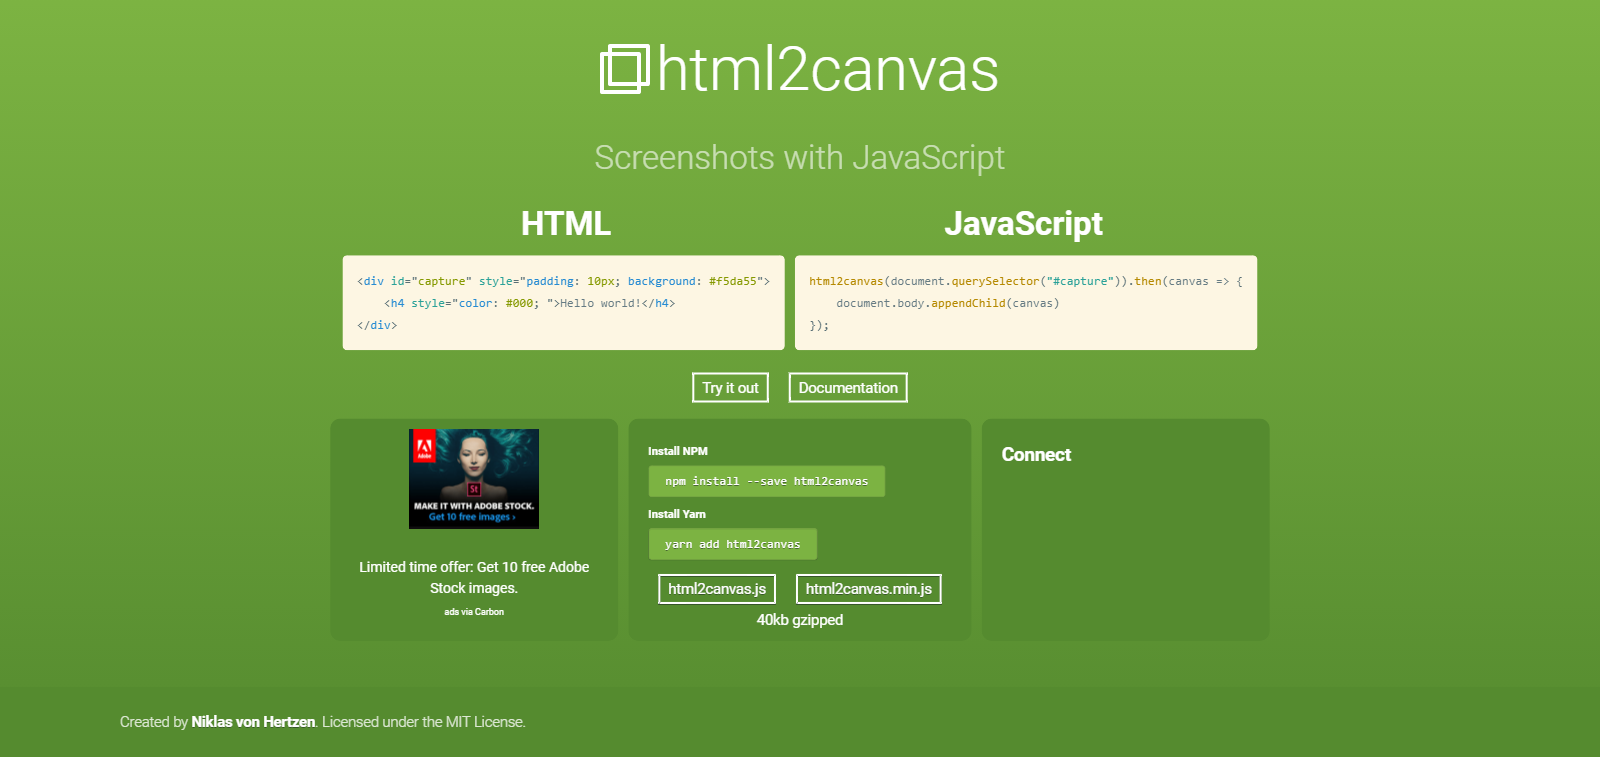 html2canvas
Screenshots with JavaScript
HTML
<div id="capture" style="padding: 10px; background: #f5da55">
    <h4 style="color: #000; ">Hello world!</h4>
</div>
JavaScript
html2canvas(document.querySelector("#capture")).then(canvas => {
    document.body.appendChild(canvas)
});
Try it out
Documentation
Adobe
St
MAKE IT WITH ADOBE STOCK.
Get 10 free images ›
Limited time offer: Get 10 free Adobe
Stock images.
ads via Carbon
Install NPM
npm install --save html2canvas
Install Yarn
yarn add html2canvas
html2canvas.js
html2canvas.min.js
40kb gzipped
Connect
Created by Niklas von Hertzen. Licensed under the MIT License.